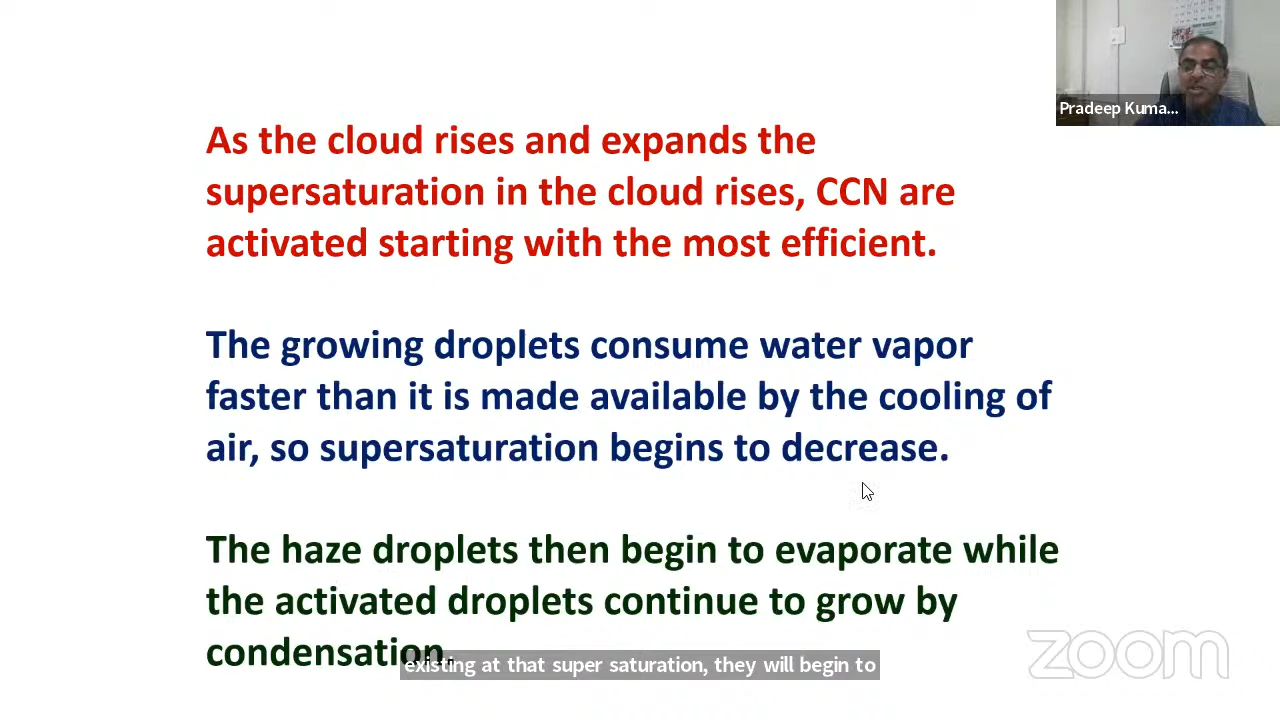 Pradeep Kuma...
As the cloud rises and expands the
supersaturation in the cloud rises, CCN are
activated starting with the most efficient.
The growing droplets consume water vapor
faster than it is made available by the cooling of
air, so supersaturation begins to decrease.
The haze droplets then begin to evaporate while
the activated droplets continue to grow by
condensation.
existing at that super saturation, they will begin to
zoom